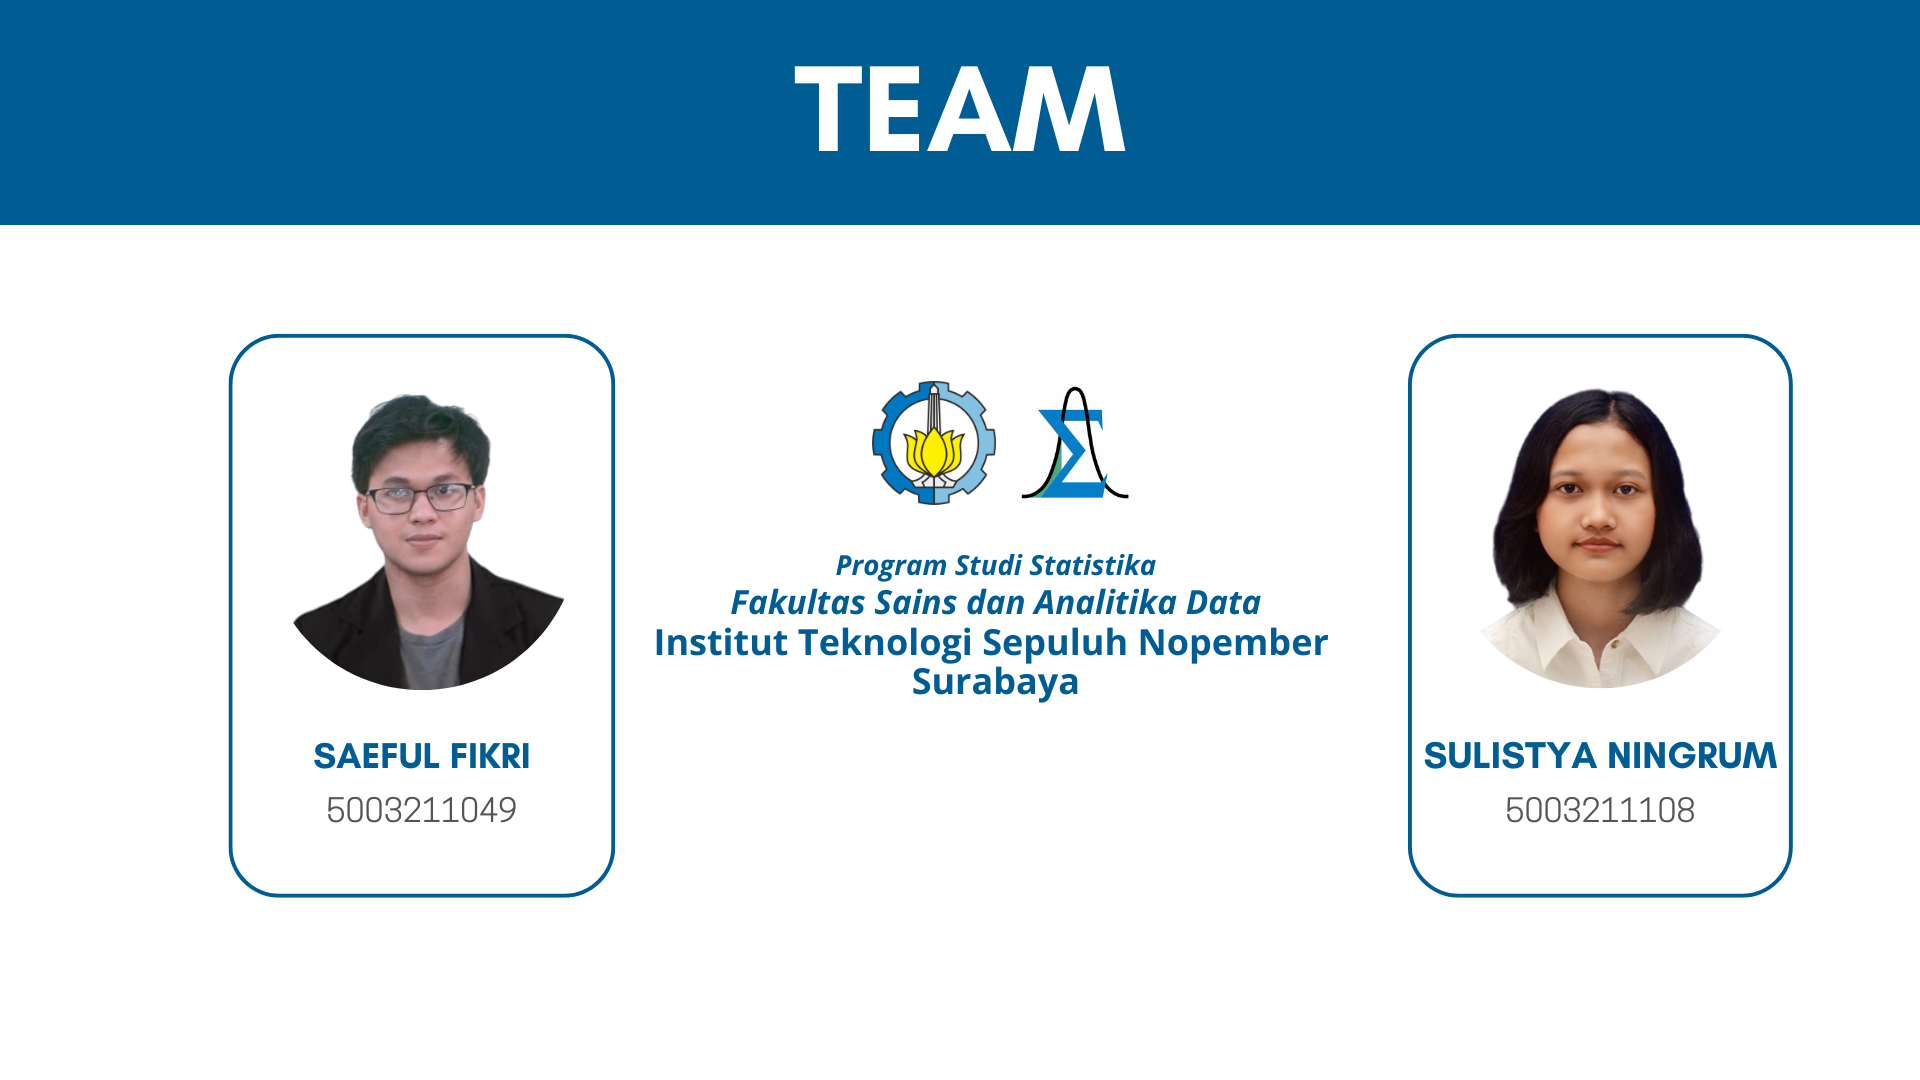 TEAM
SAEFUL FIKRI
5003211049
Program Studi Statistika
Fakultas Sains dan Analitika Data
Institut Teknologi Sepuluh Nopember
Surabaya
SULISTYA NINGRUM
5003211108